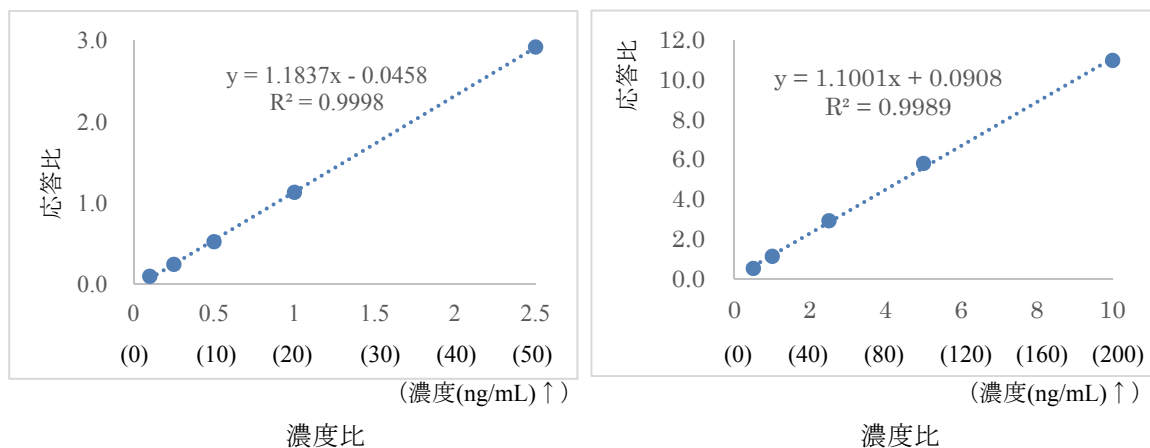 3.0
2.0
1.0
0.0
応答比
y = 1.1837x - 0.0458
R² = 0.9998
0 0.5 1 1.5 2 2.5
(0) (10) (20) (30) (40) (50)
(濃度(ng/mL)↑)
濃度比
12.0
10.0
8.0
6.0
4.0
2.0
0.0
応答比
y = 1.1001x + 0.0908
R² = 0.9989
0 2 4 6 8 10
(0) (40) (80) (120) (160) (200)
(濃度(ng/mL)↑)
濃度比